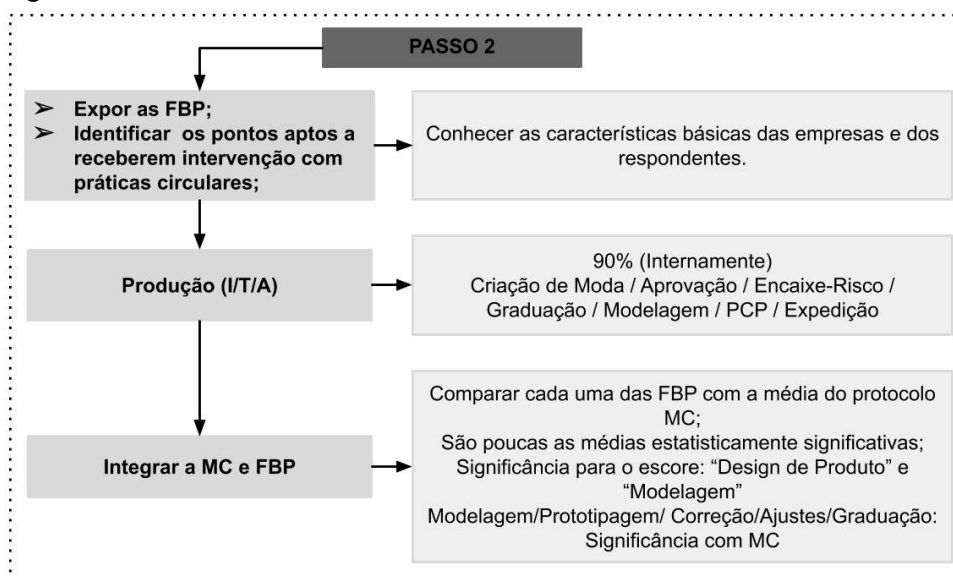 PASSO 2
➢ Expor as FBP;
➢ Identificar os pontos aptos a
receberem intervenção com
práticas circulares;
Conhecer as características básicas das empresas e dos
respondentes.
Produção (I/T/A)
90% (Internamente)
Criação de Moda / Aprovação / Encaixe-Risco /
Graduação / Modelagem / PCP / Expedição
Integrar a MC e FBP
Comparar cada uma das FBP com a média do protocolo
MC;
São poucas as médias estatisticamente significativas;
Significância para o escore: “Design de Produto” e
“Modelagem”
Modelagem/Prototipagem/ Correção/Ajustes/Graduação:
Significância com MC